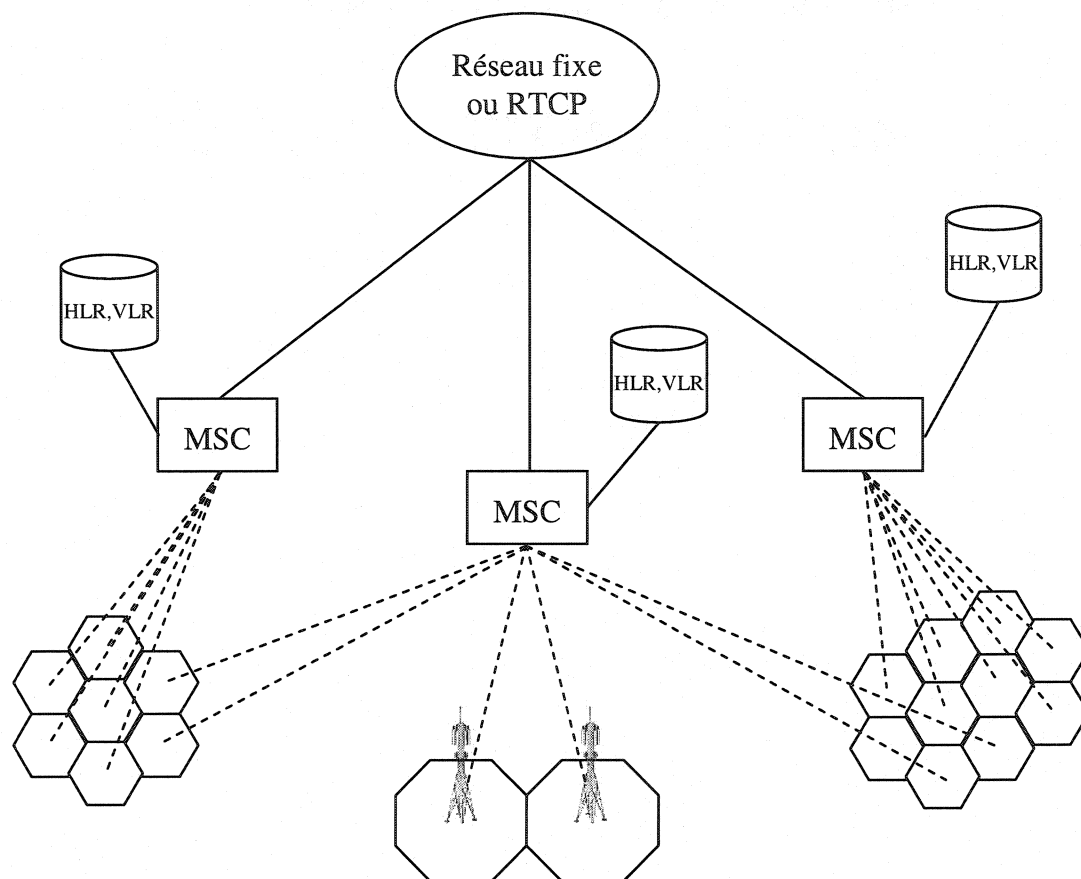 Réseau fixe
ou RTCP
HLR,VLR
HLR,VLR
HLR,VLR
MSC
MSC
MSC